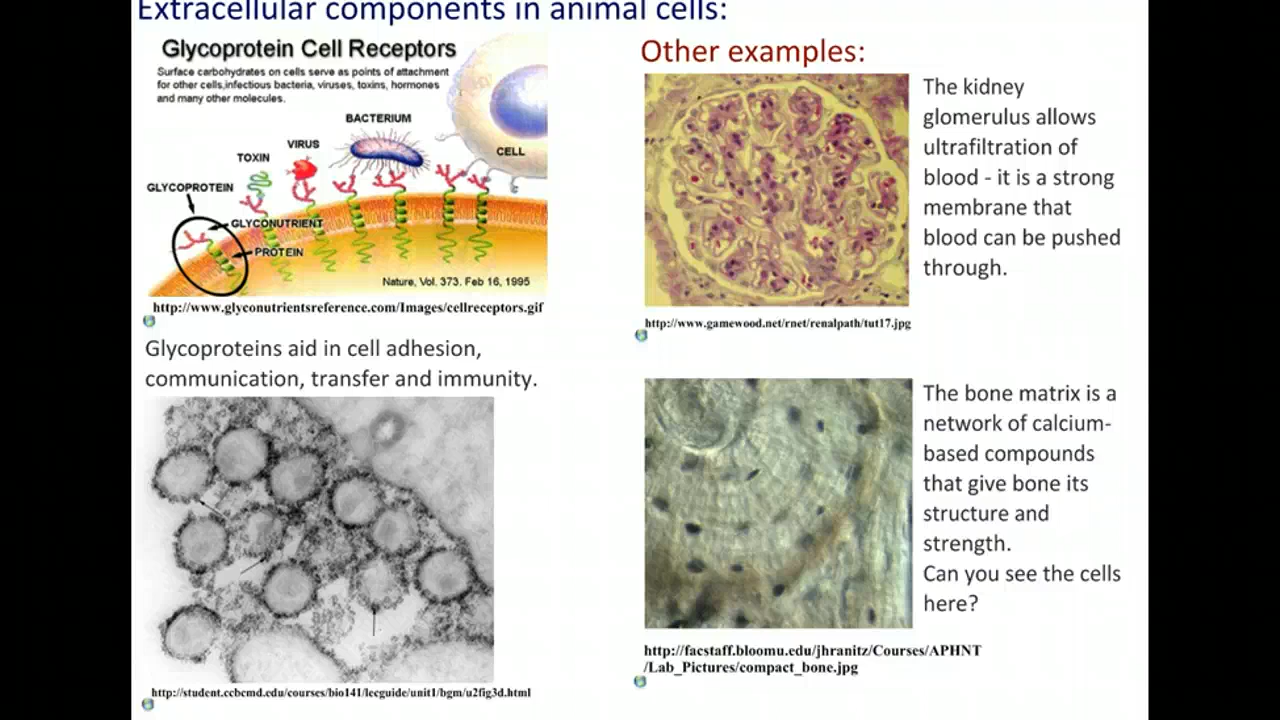 Extracellular components in animal cells:
Glycoprotein Cell Receptors
Surface carbohydrates on cells serve as points of attachment
for other cells,infectious bacteria, viruses, toxins, hormones
and many other molecules.
BACTERIUM
VIRUS
TOXIN
CELL
GLYCOPROTEIN
GLYCONUTRIENT
PROTEIN
Nature, Vol. 373. Feb 16, 1995
http://www.glyconutrientsreference.com/Images/cellreceptors.gif
Glycoproteins aid in cell adhesion,
communication, transfer and immunity.
http://student.ccbcmd.edu/courses/bio141/lecguide/unit1/bgm/u2fig3d.html
Other examples:
The kidney
glomerulus allows
ultrafiltration of
blood - it is a strong
membrane that
blood can be pushed
through.
http://www.gamewood.net/rnet/renalpath/tut17.jpg
The bone matrix is a
network of calcium-
based compounds
that give bone its
structure and
strength.
Can you see the cells
here?
http://facstaff.bloomu.edu/jhranitz/Courses/APHNT
/Lab_Pictures/compact_bone.jpg